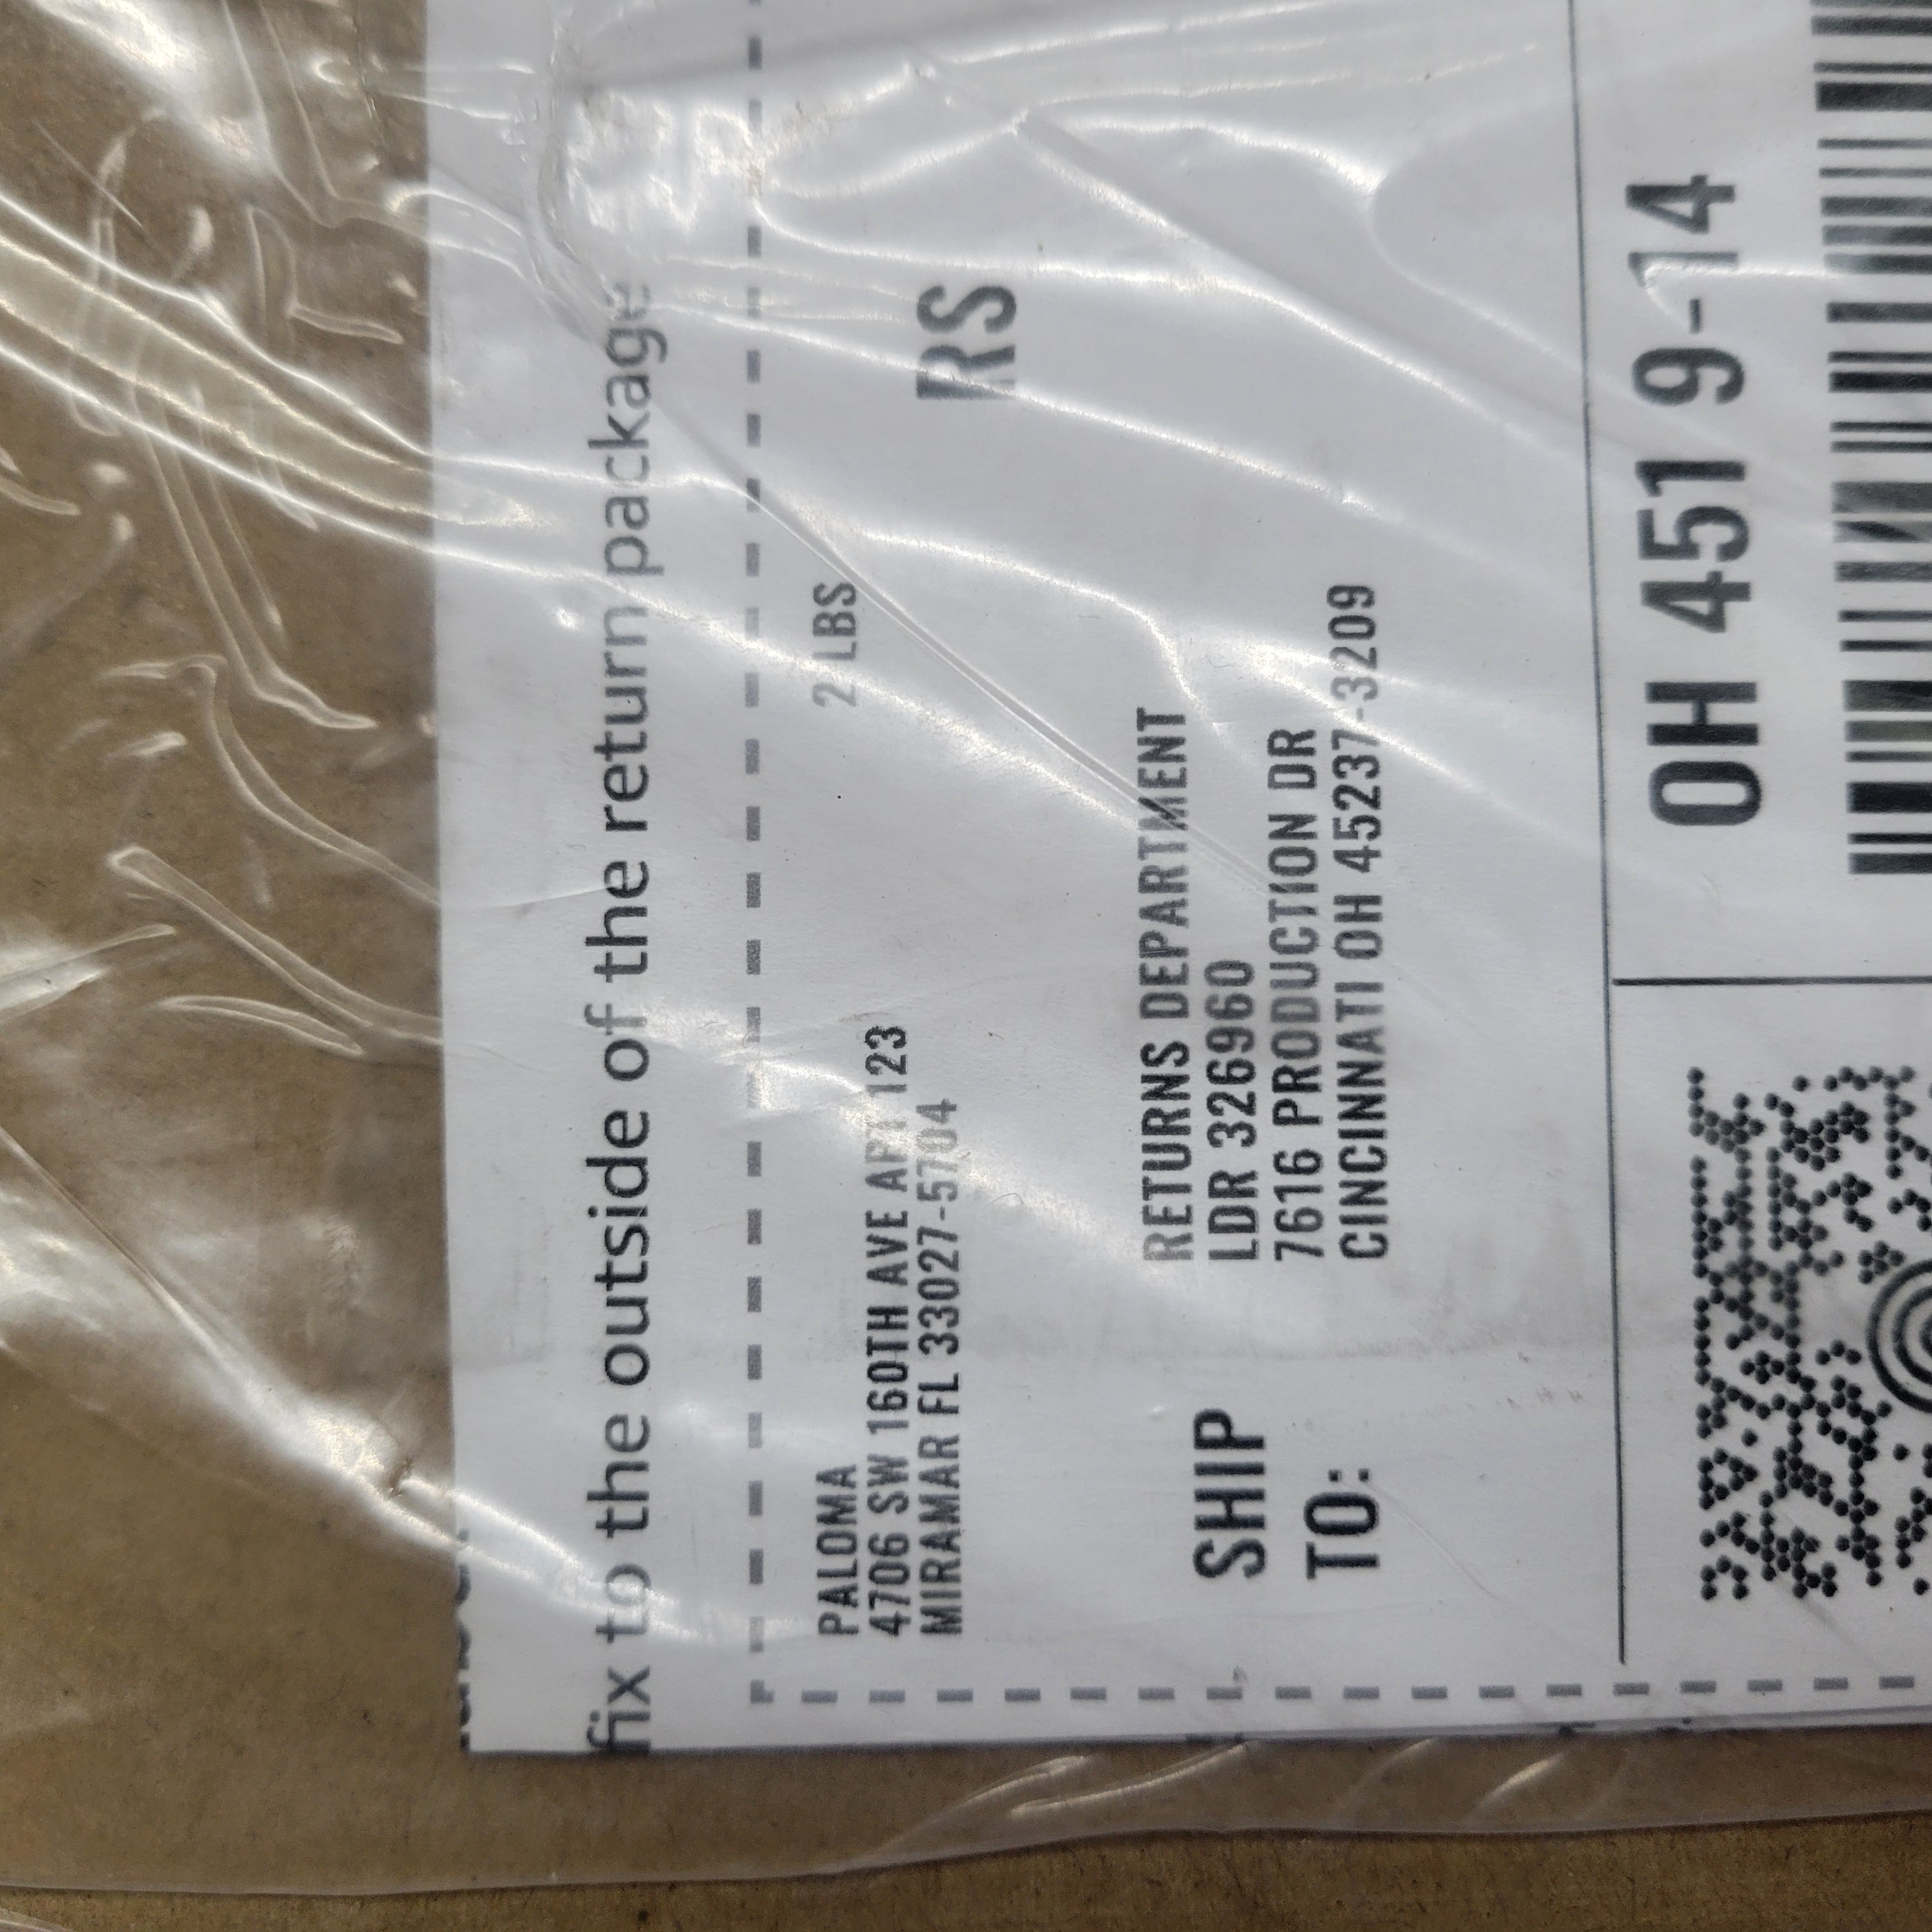 fix to the outside of the return package
PALOMA
4706 SW 160TH AVE APT 123
MIRAMAR FL 33027-5704
2 LBS
RS
SHIP
TO:
RETURNS DEPARTMENT
LDR 326960
7616 PRODUCTION DR
CINCINNATI OH 45237-3209
OH 451 9-14